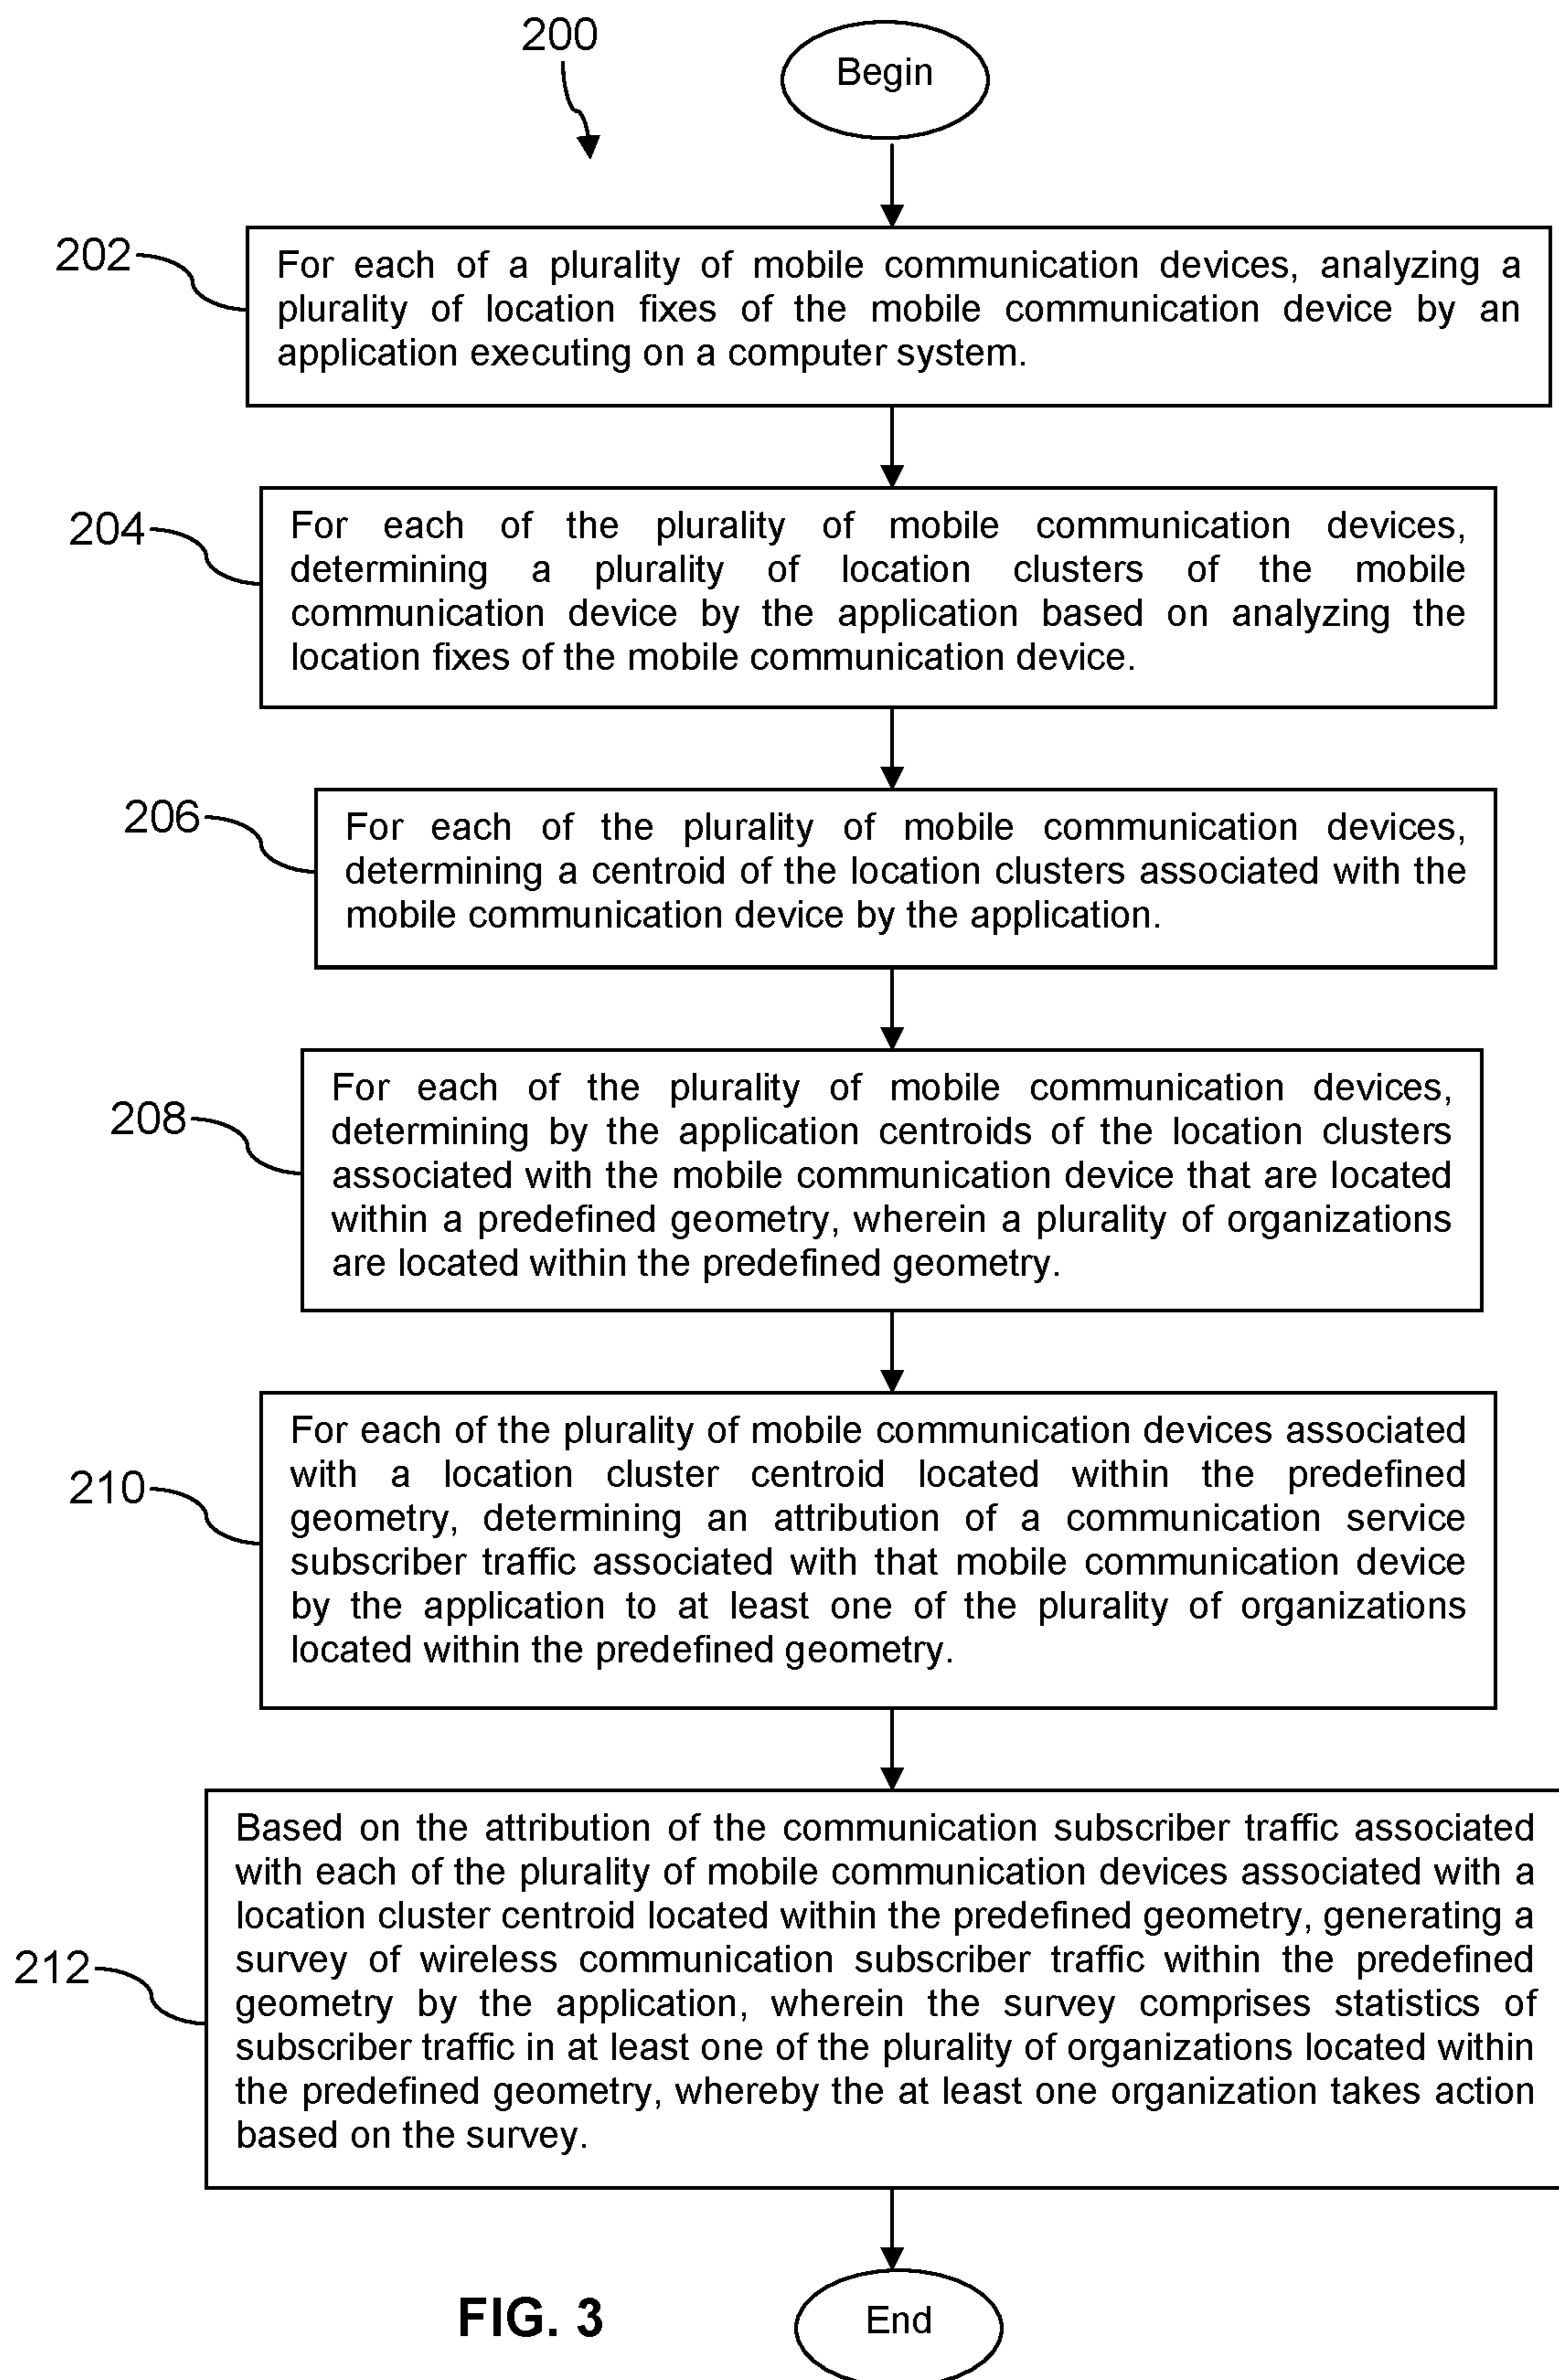 200
Begin
202
For each of a plurality of mobile communication devices, analyzing a
plurality of location fixes of the mobile communication device by an
application executing on a computer system.
204
For each of the plurality of mobile communication devices,
determining a plurality of location clusters of the mobile
communication device by the application based on analyzing the
location fixes of the mobile communication device.
206
For each of the plurality of mobile communication devices,
determining a centroid of the location clusters associated with the
mobile communication device by the application.
208
For each of the plurality of mobile communication devices,
determining by the application centroids of the location clusters
associated with the mobile communication device that are located
within a predefined geometry, wherein a plurality of organizations
are located within the predefined geometry.
210
For each of the plurality of mobile communication devices associated
with a location cluster centroid located within the predefined
geometry, determining an attribution of a communication service
subscriber traffic associated with that mobile communication device
by the application to at least one of the plurality of organizations
located within the predefined geometry.
212
Based on the attribution of the communication subscriber traffic associated
with each of the plurality of mobile communication devices associated with a
location cluster centroid located within the predefined geometry, generating a
survey of wireless communication subscriber traffic within the predefined
geometry by the application, wherein the survey comprises statistics of
subscriber traffic in at least one of the plurality of organizations located within
the predefined geometry, whereby the at least one organization takes action
based on the survey.
FIG. 3
End